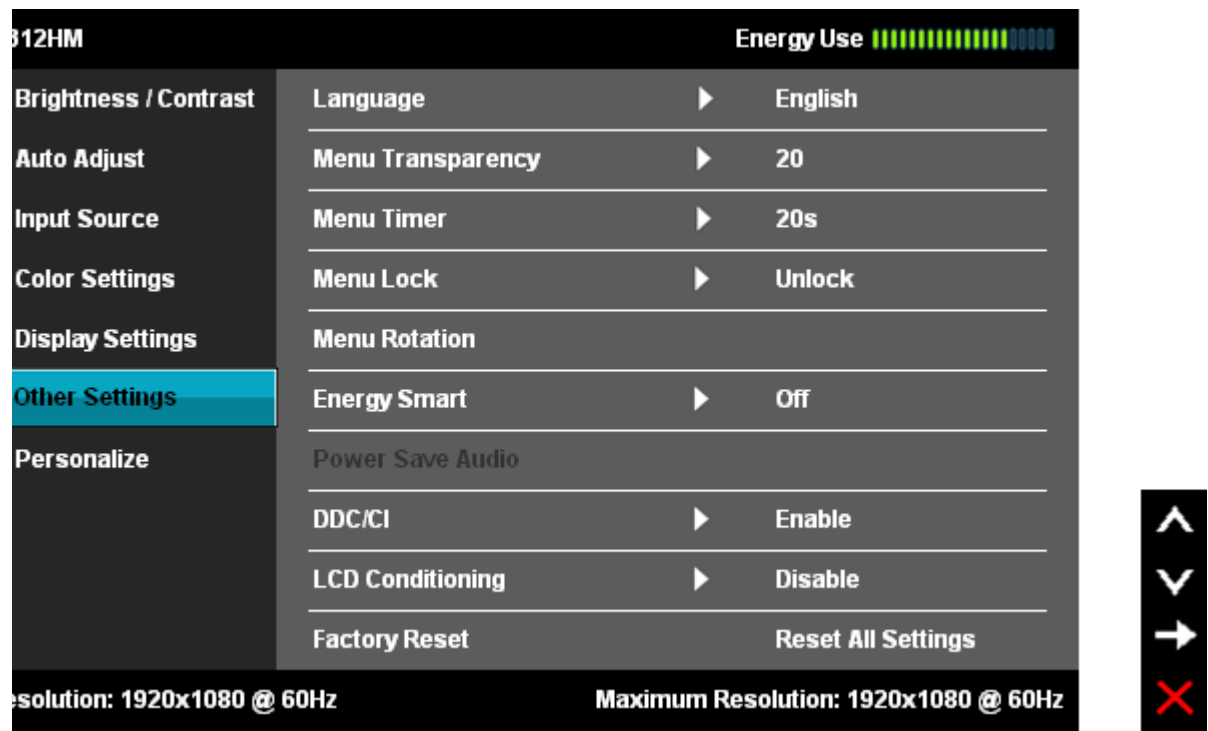 312HM Energy Use
Brightness / Contrast Language English
Auto Adjust Menu Transparency 20
Input Source Menu Timer 20s
Color Settings Menu Lock Unlock
Display Settings Menu Rotation
Other Settings Energy Smart Off
Personalize Power Save Audio
DDC/CI Enable
LCD Conditioning Disable
Factory Reset Reset All Settings
esolution: 1920x1080 @ 60Hz Maximum Resolution: 1920x1080 @ 60Hz